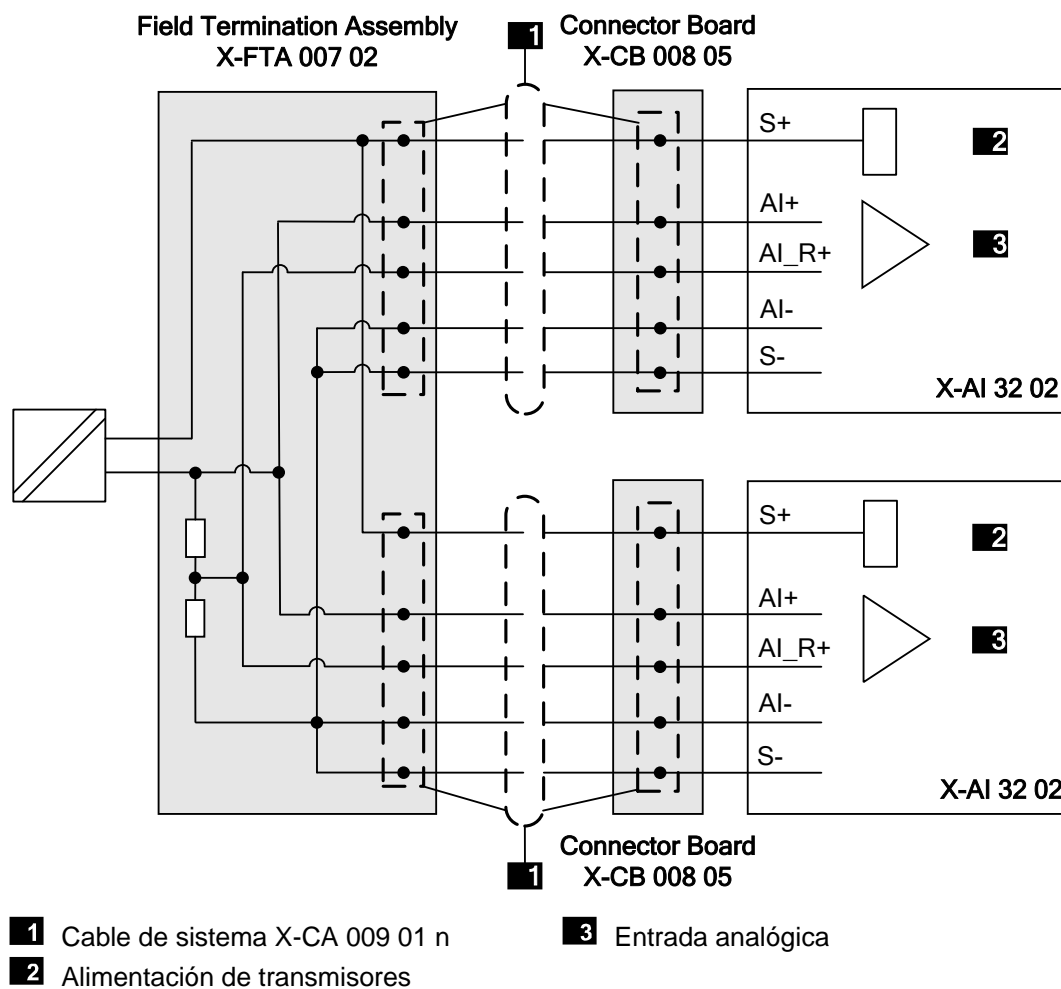 Field Termination Assembly
X-FTA 007 02
1
Connector Board
X-CB 008 05
S+
2
AI+
3
AI_R+
AI-
S-
X-AI 32 02
S+
2
AI+
3
AI_R+
AI-
S-
X-AI 32 02
Connector Board
X-CB 008 05
1
1 Cable de sistema X-CA 009 01 n
3 Entrada analógica
2 Alimentación de transmisores